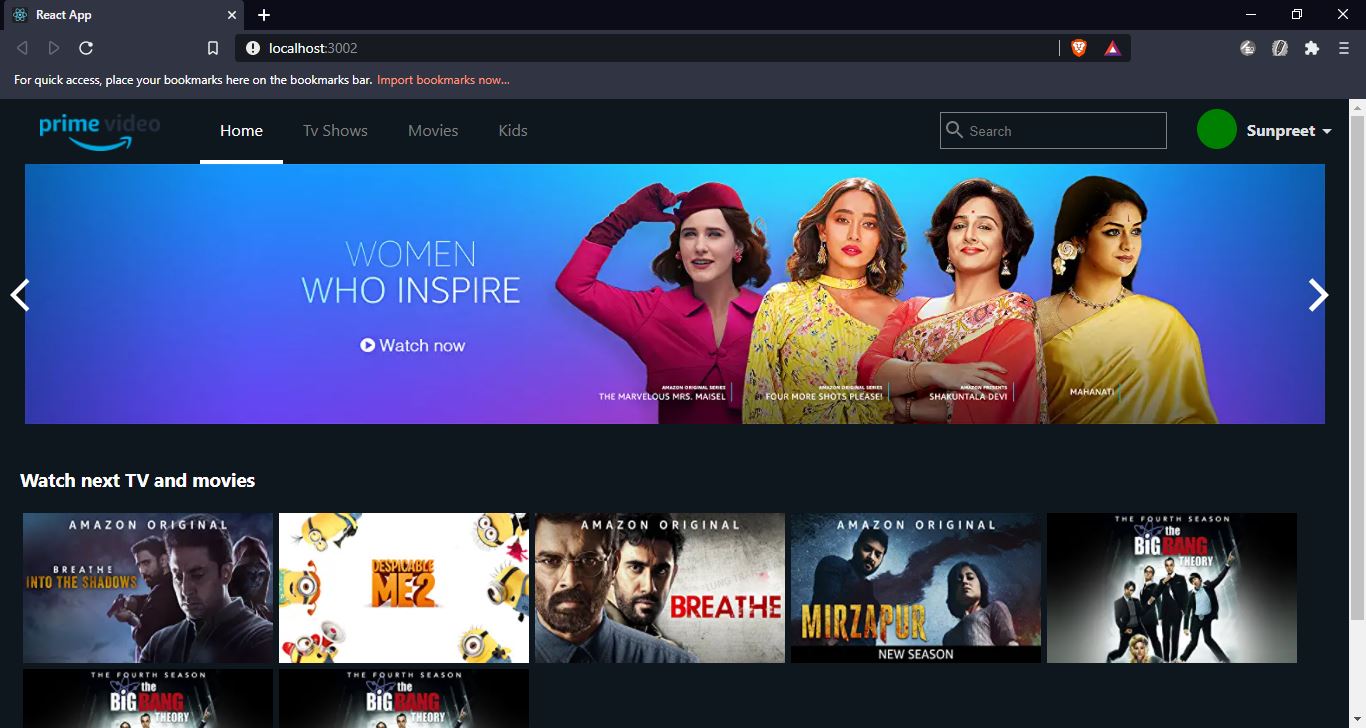 React App
localhost:3002
For quick access, place your bookmarks here on the bookmarks bar. Import bookmarks now...
prime video
Home
Tv Shows
Movies
Kids
Search
Sunpreet
WOMEN
WHO INSPIRE
Watch now
AMAZON ORIGINAL SERIES
THE MARVELOUS MRS. MAISEL
AMAZON ORIGINAL SERIES
FOUR MORE SHOTS PLEASE!
AMAZON PRESENTS
SHAKUNTALA DEVI
MAHANATI
Watch next TV and movies
AMAZON ORIGINAL
BREATHE
INTO THE SHADOWS
DESPICABLE
ME2
AMAZON ORIGINAL
BREATHE
AMAZON ORIGINAL
MIRZAPUR
NEW SEASON
THE FOURTH SEASON
the
BIG BANG
THEORY
THE FOURTH SEASON
the
BIG BANG
THEORY
THE FOURTH SEASON
the
BIG BANG
THEORY